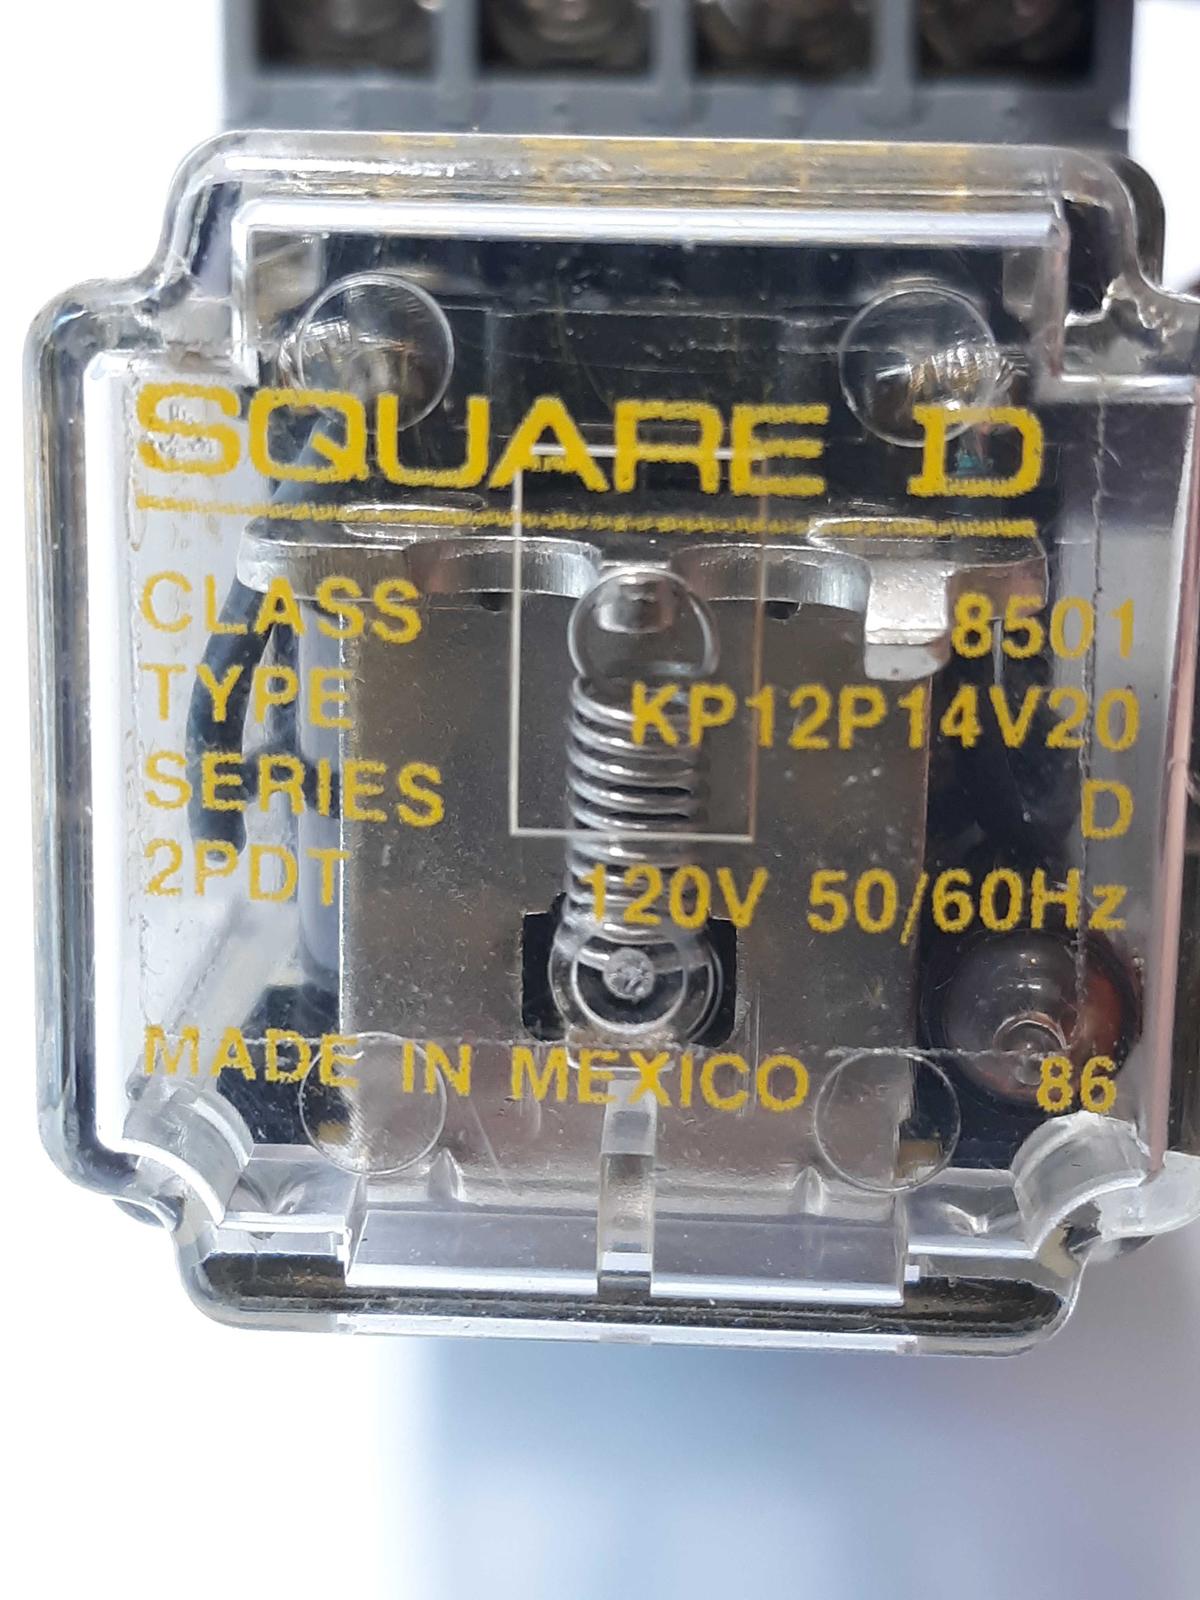 SQUARE D
CLASS 8501
TYPE KP12P14V20
SERIES D
2PDT 120V 50/60Hz
MADE IN MEXICO 86